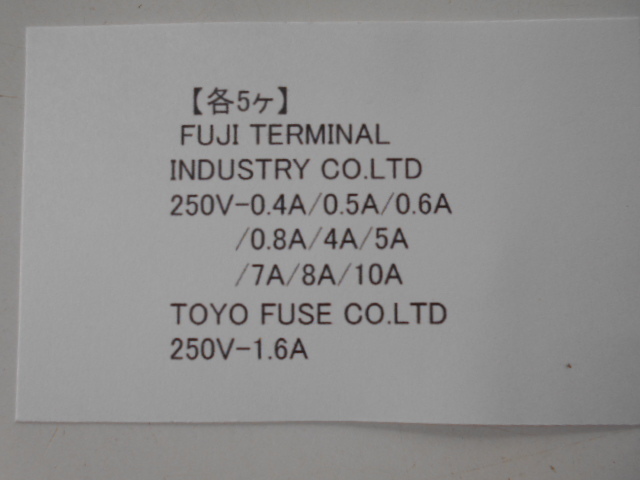 【各5ヶ】
FUJI TERMINAL
INDUSTRY CO.LTD
250V-0.4A/0.5A/0.6A
/0.8A/4A/5A
/7A/8A/10A
TOYO FUSE CO.LTD
250V-1.6A